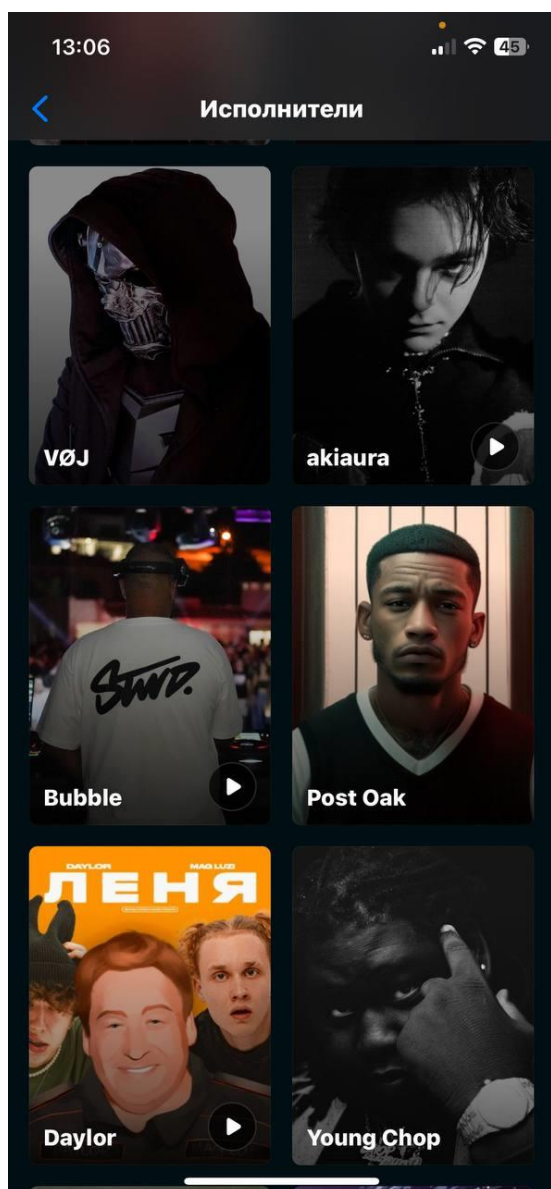 13:06
45
Исполнители
VØJ
akiaura
STWD.
Bubble
Post Oak
DAYLOR
MAG LUZI
ЛЕНЯ
Daylor
Young Chop